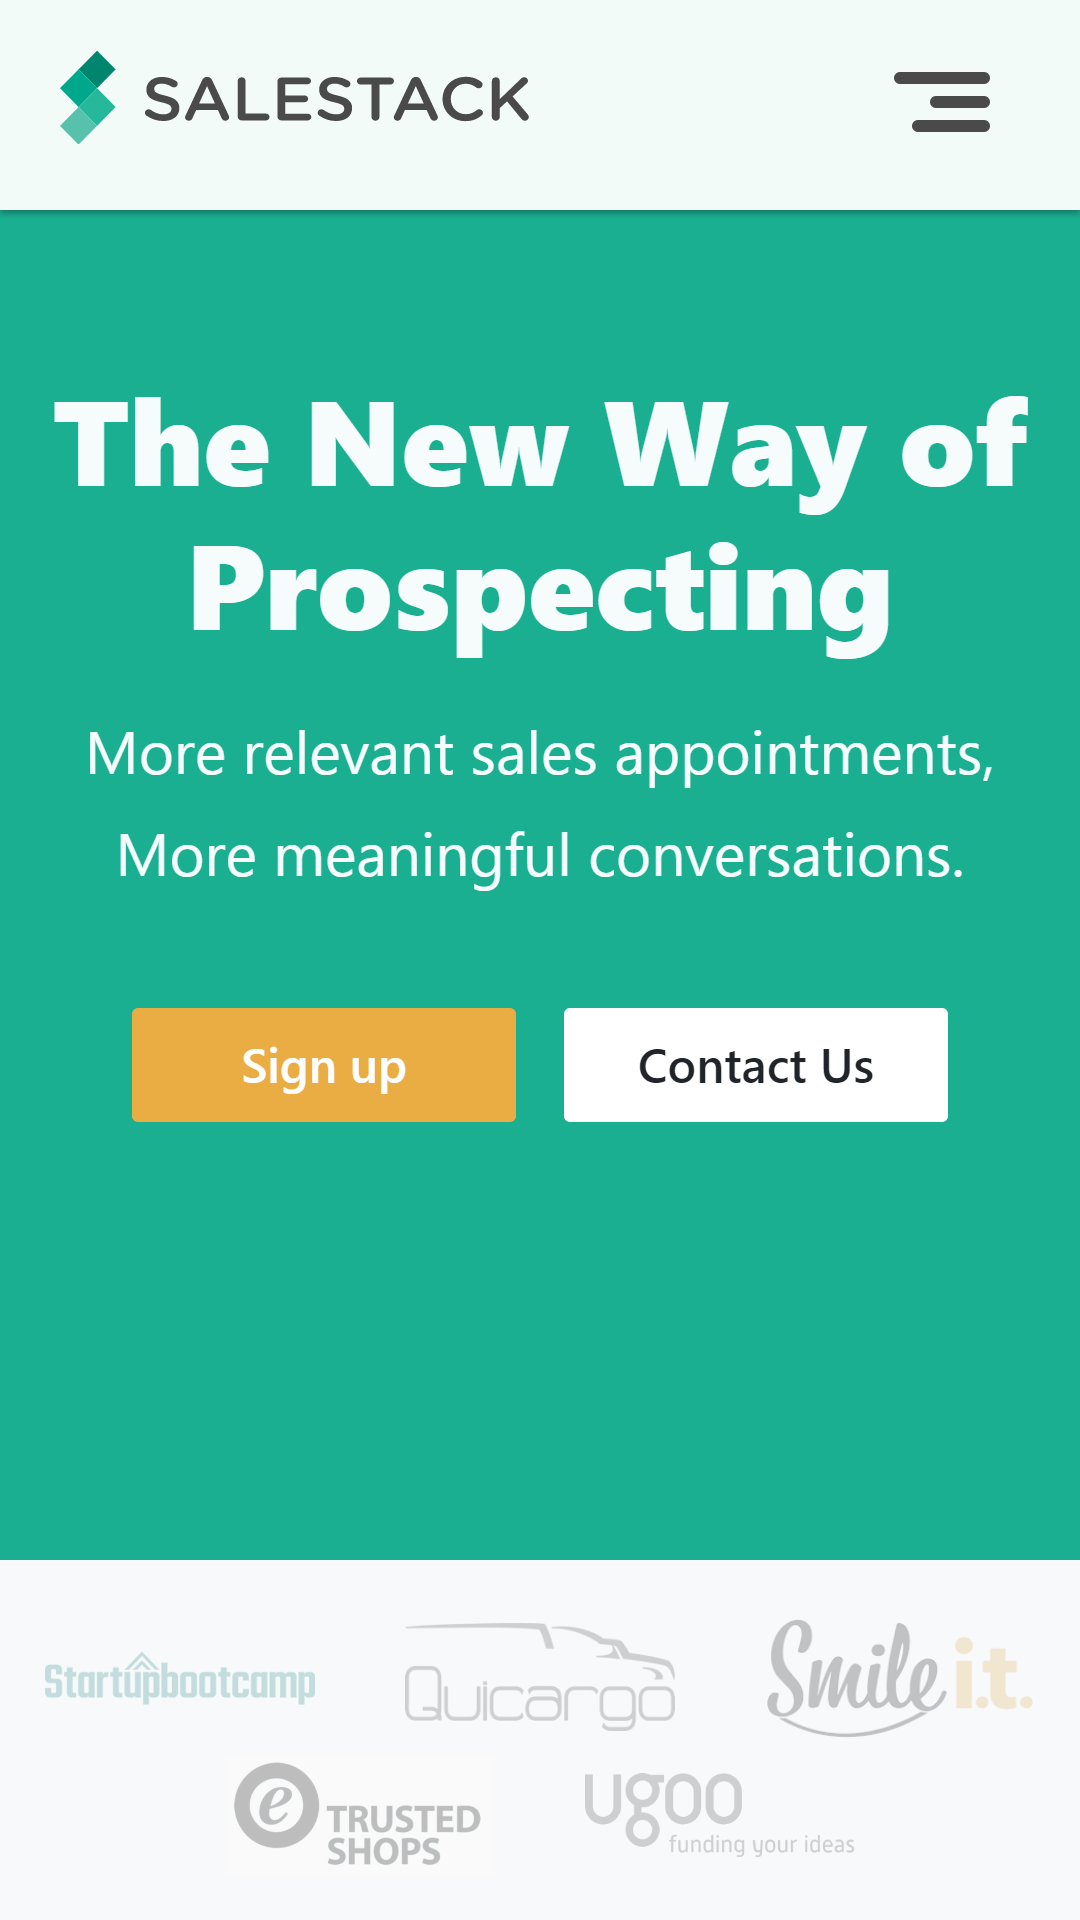 SALESTACK
The New Way of
Prospecting
More relevant sales appointments,
More meaningful conversations.
Sign up
Contact Us
Startupbootcamp
Quicargo
Smile i.t.
e TRUSTED
SHOPS
ugoo
funding your ideas